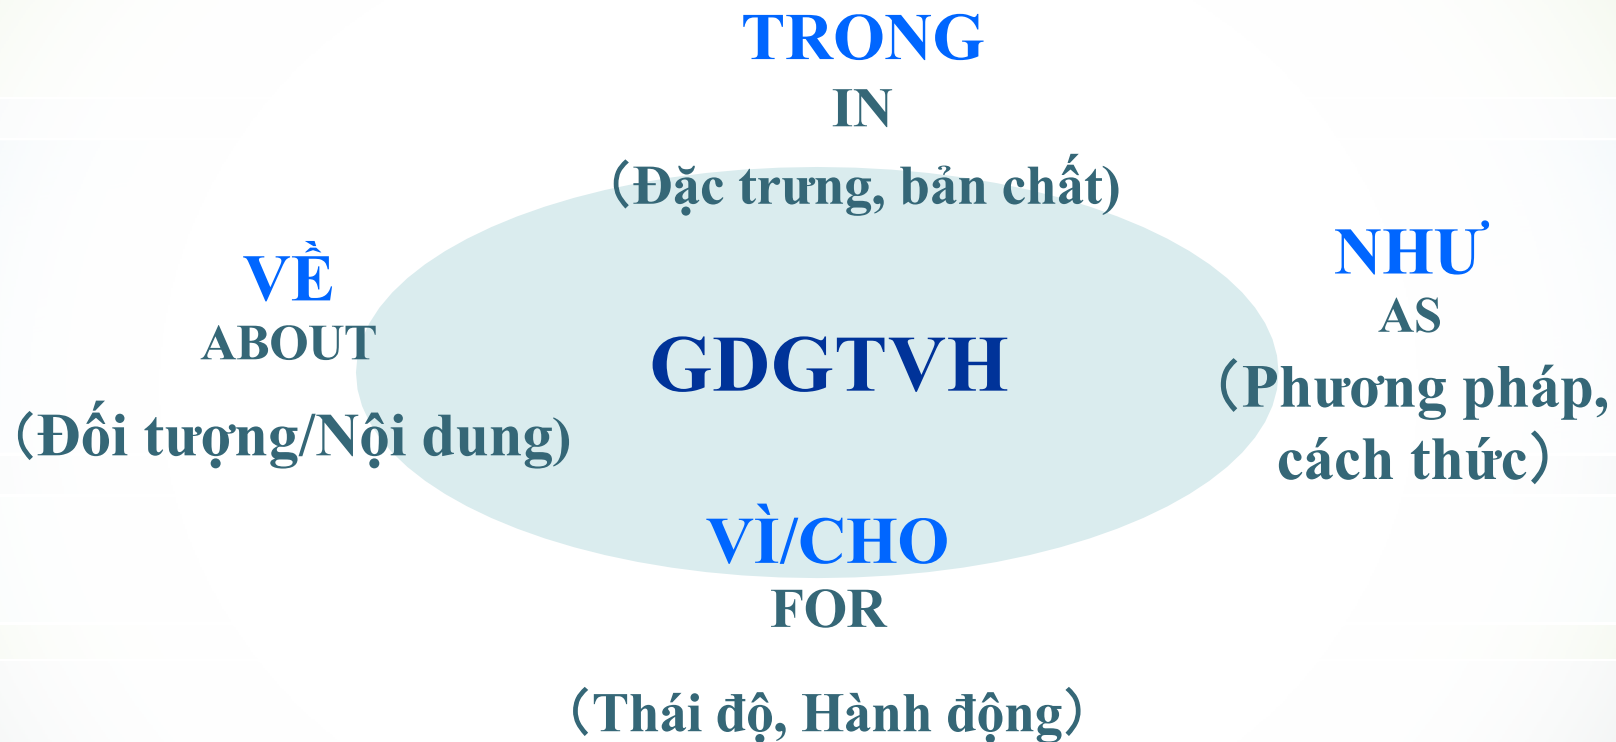 TRONG
IN
(Đặc trưng, bản chất)
VỀ
ABOUT
(Đối tượng/Nội dung)
GDGTVH
NHƯ
AS
(Phương pháp,
cách thức)
VÌ/CHO
FOR
(Thái độ, Hành động)